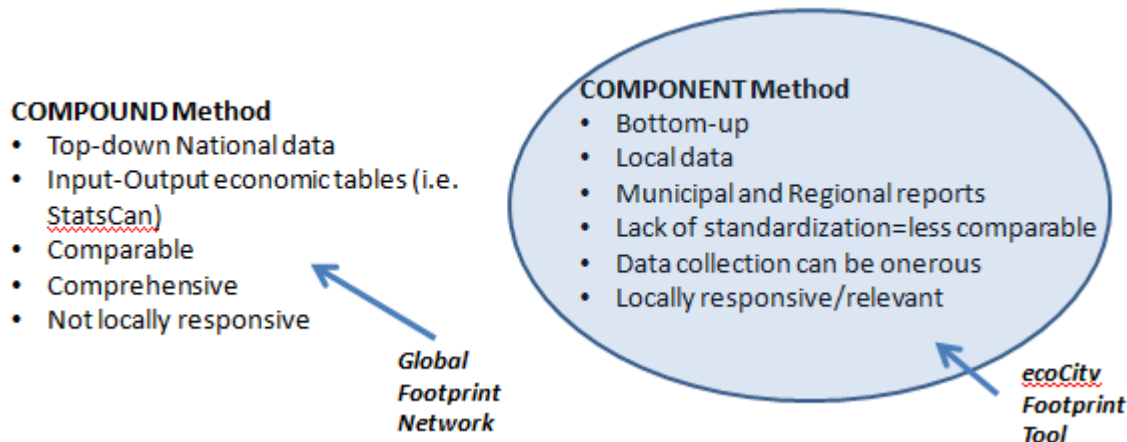 COMPOUND Method
• Top-down National data
• Input-Output economic tables (i.e.
StatsCan)
• Comparable
• Comprehensive
• Not locally responsive
Global
Footprint
Network
COMPONENT Method
• Bottom-up
• Local data
• Municipal and Regional reports
• Lack of standardization=less comparable
• Data collection can be onerous
• Locally responsive/relevant
ecoCity
Footprint
Tool